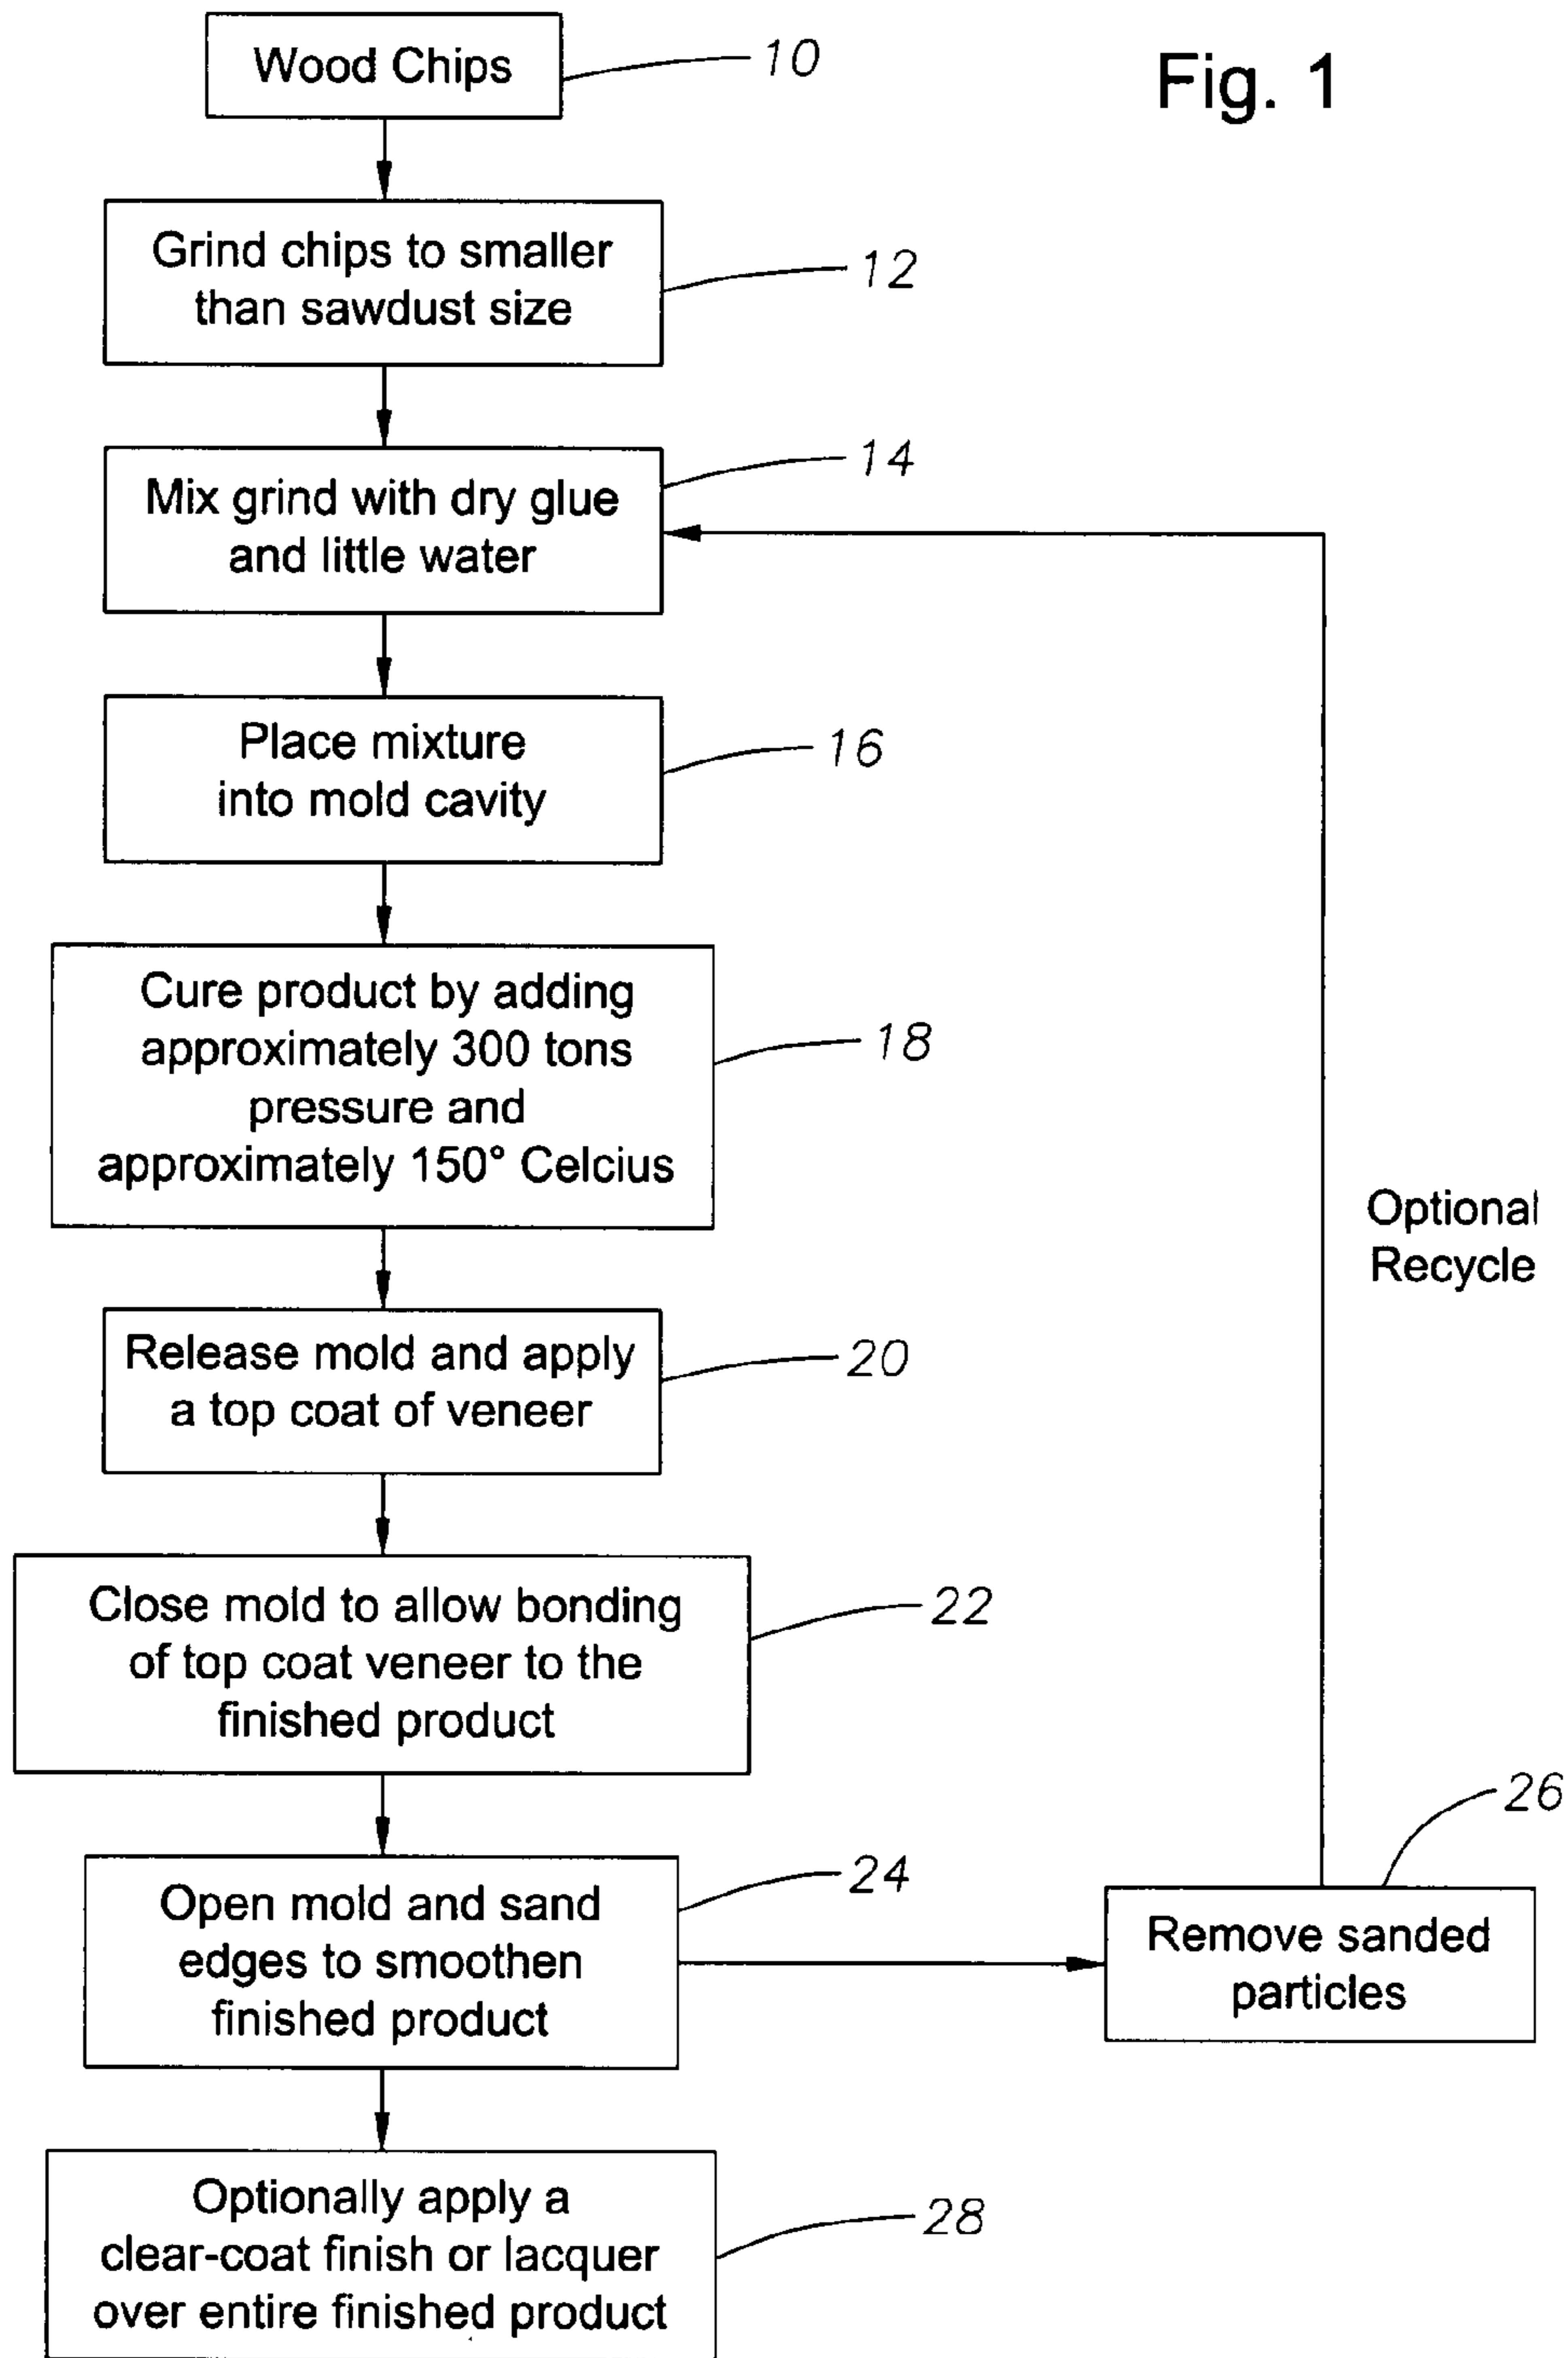 Fig. 1
Wood Chips
10
Grind chips to smaller
than sawdust size
12
Mix grind with dry glue
and little water
14
Place mixture
into mold cavity
16
Cure product by adding
approximately 300 tons
pressure and
approximately 150° Celcius
18
Optional
Recycle
Release mold and apply
a top coat of veneer
20
Close mold to allow bonding
of top coat veneer to the
finished product
22
Open mold and sand
edges to smoothen
finished product
24
Remove sanded
particles
26
Optionally apply a
clear-coat finish or lacquer
over entire finished product
28